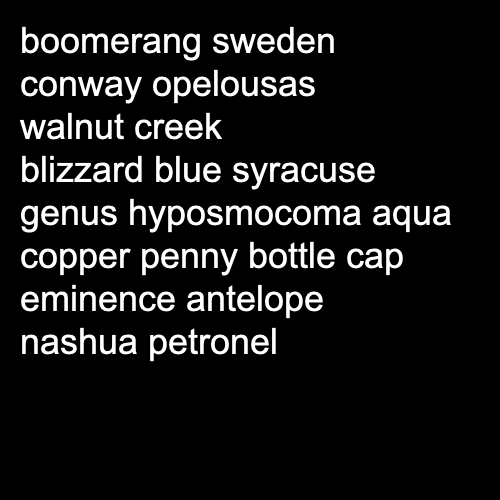 boomerang sweden
conway opelousas
walnut creek
blizzard blue syracuse
genus hyposmocoma aqua
copper penny bottle cap
eminence antelope
nashua petronel